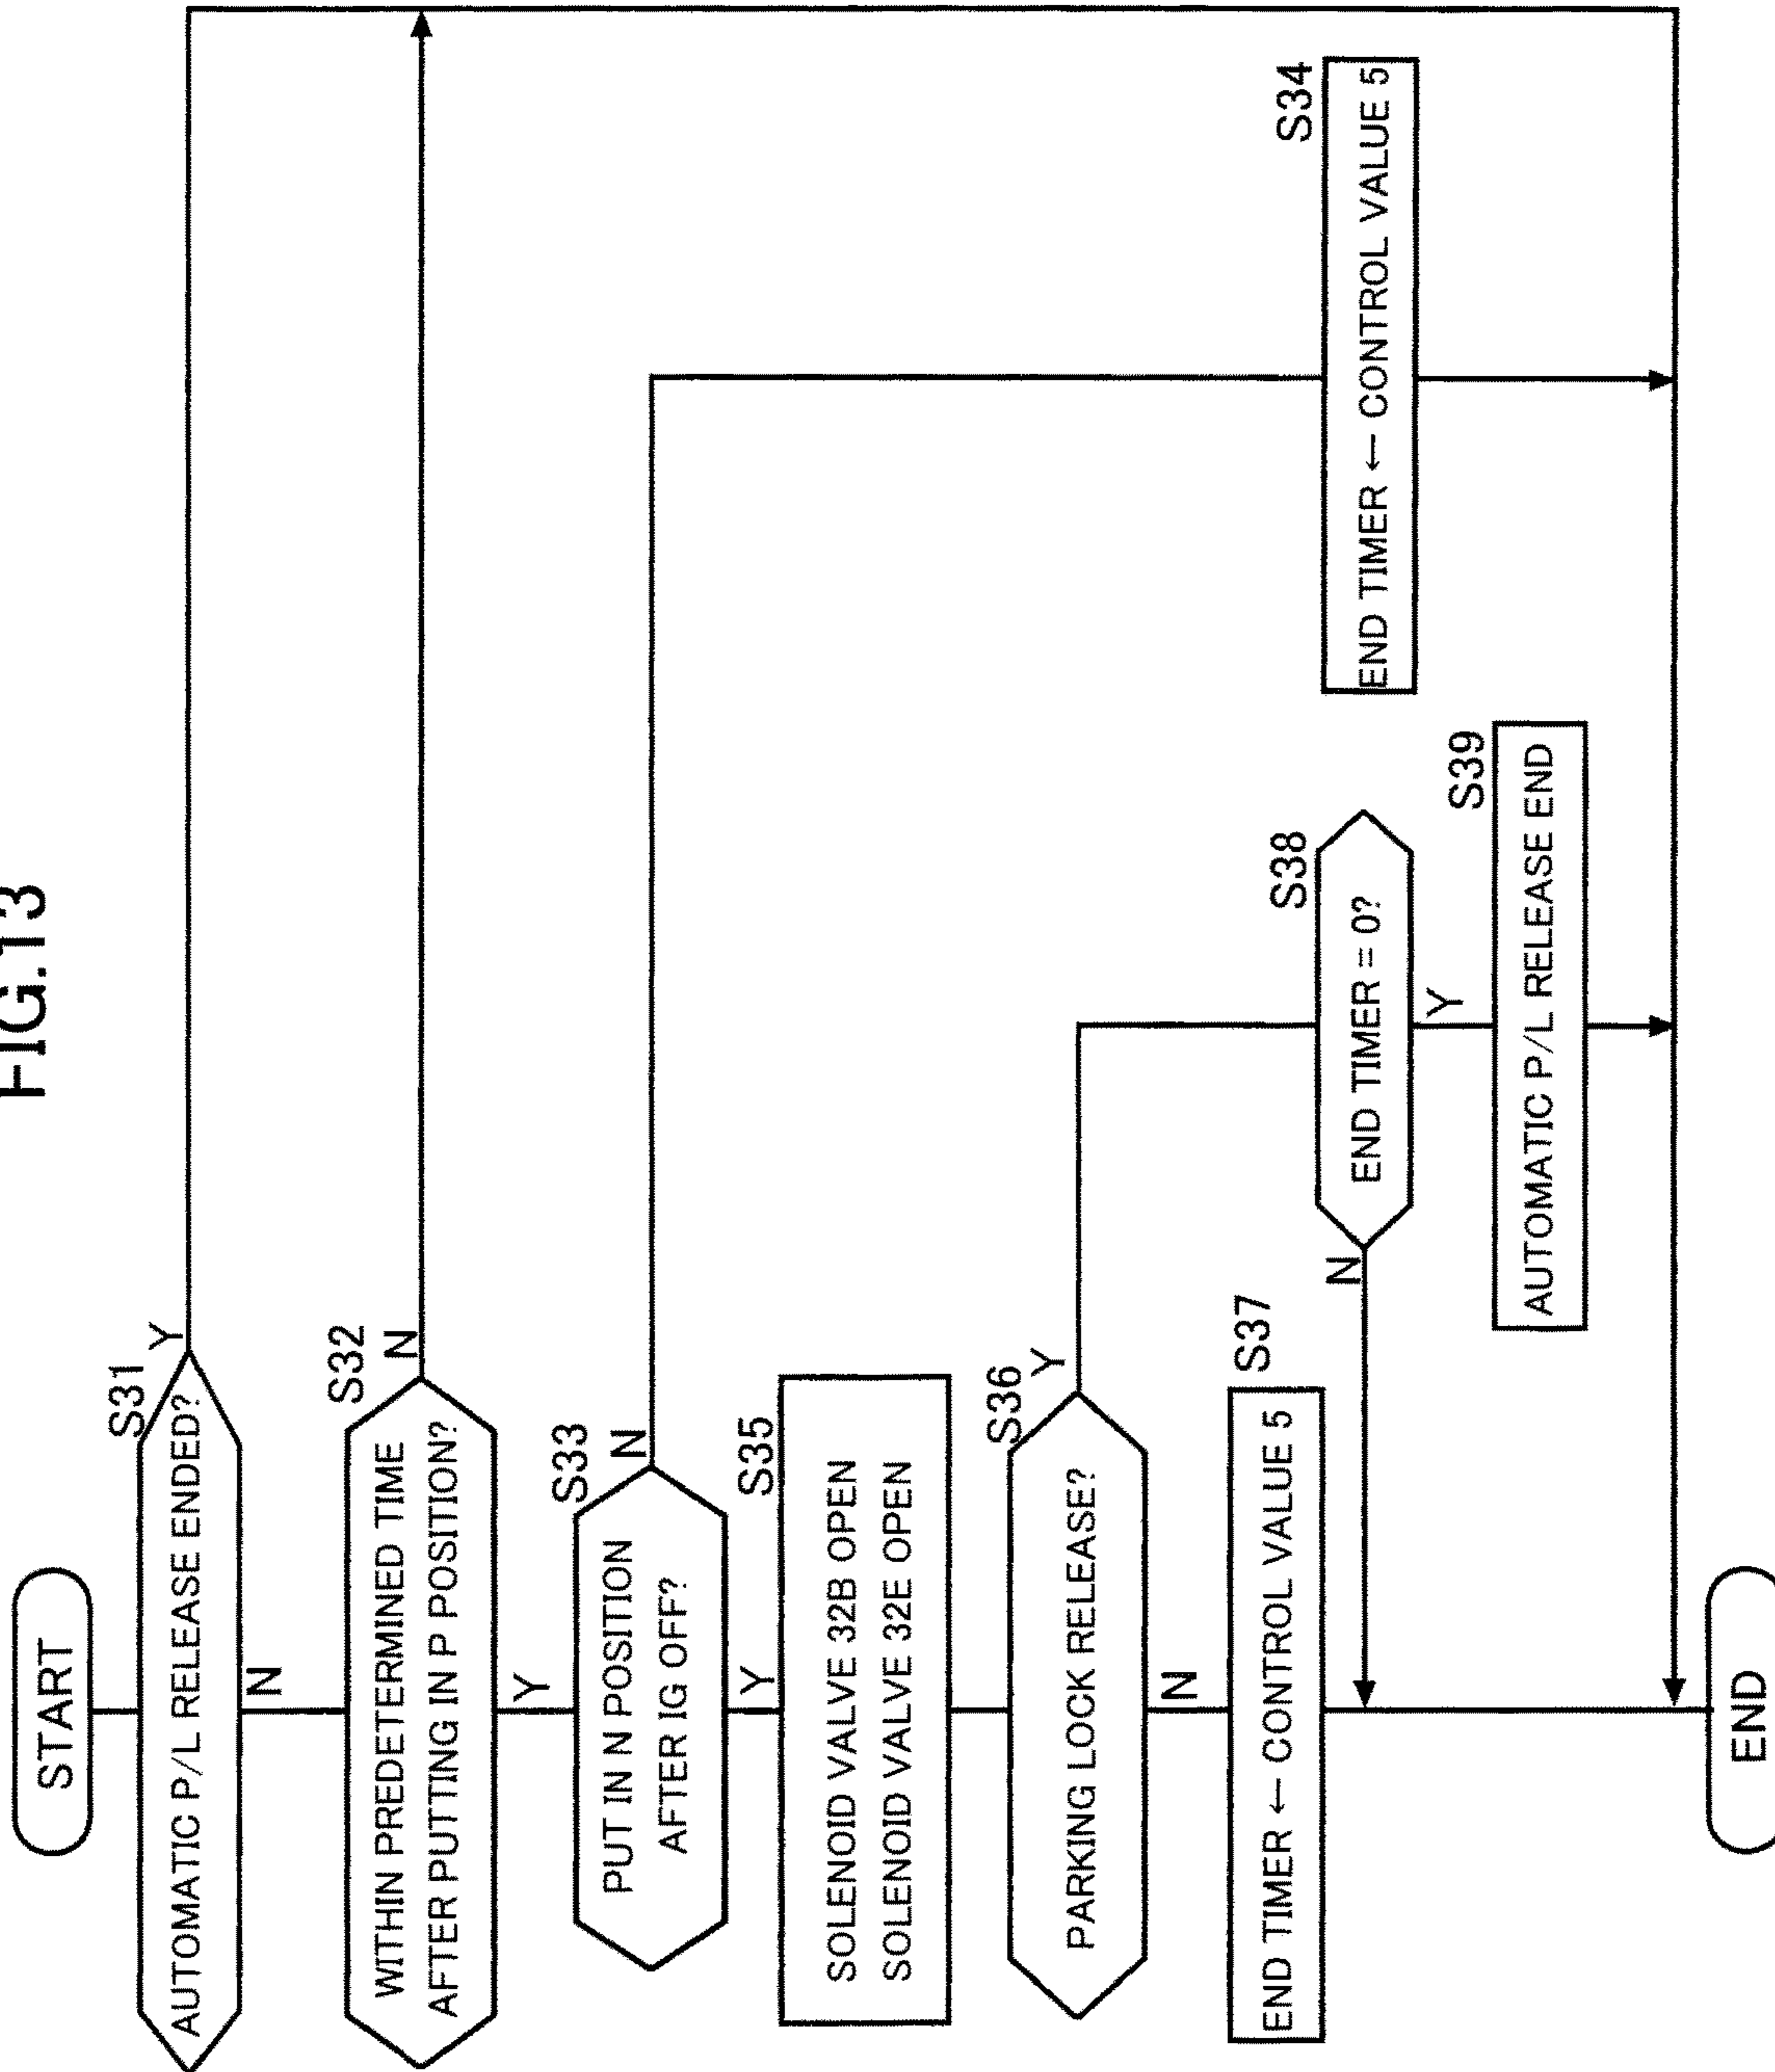 FIG.13
START
S31
AUTOMATIC P/L RELEASE ENDED?
Y
N
S32
WITHIN PREDETERMINED TIME
AFTER PUTTING IN P POSITION?
N
Y
S33
PUT IN N POSITION
AFTER IG OFF?
N
Y
S35
SOLENOID VALVE 32B OPEN
SOLENOID VALVE 32E OPEN
S36
PARKING LOCK RELEASE?
Y
N
S37
END TIMER ← CONTROL VALUE 5
S38
END TIMER = 0?
N
Y
S39
AUTOMATIC P/L RELEASE END
S34
END TIMER ← CONTROL VALUE 5
END